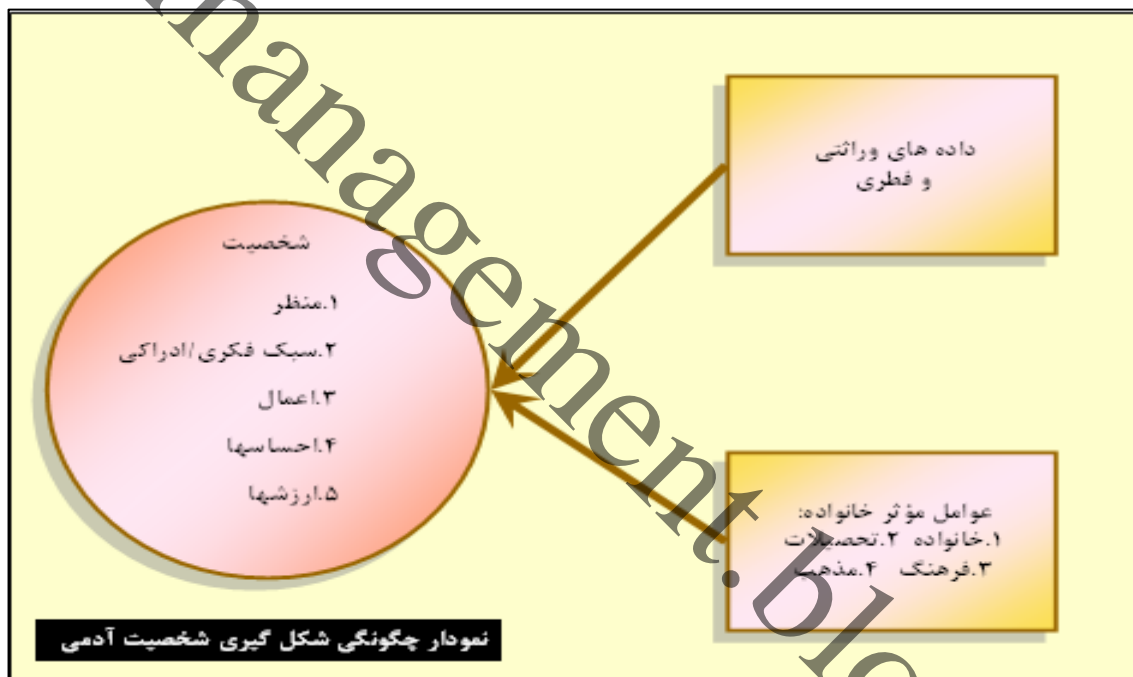 داده های وراثتی
و فطری
شخصیت
۱.منظر
۲.سبک فکری/ادراکی
۳.اعمال
۴.احساسها
۵.ارزشها
عوامل مؤثر خانواده:
۱.خانواده ۲.تحصیلات
۳.فرهنگ ۴.مذهب
نمودار چگونگی شکل گیری شخصیت آدمی
management.blo